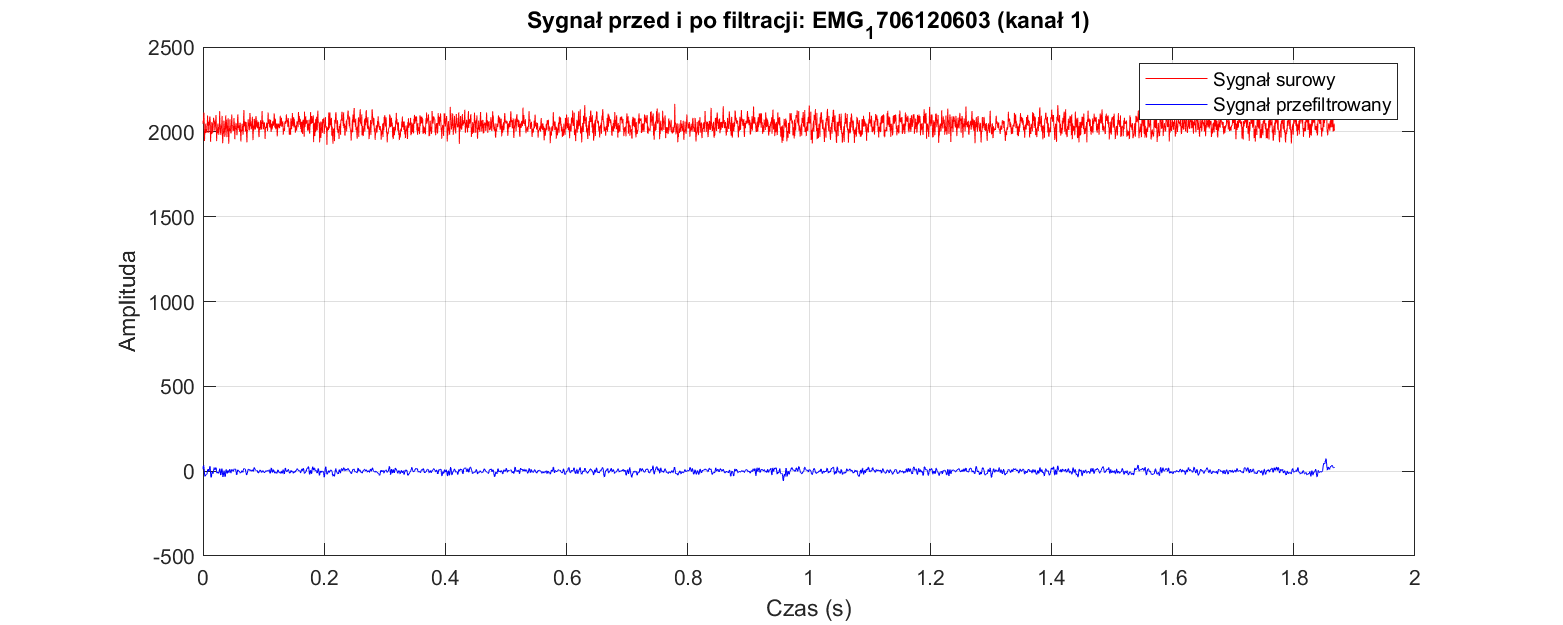 Sygnał przed i po filtracji: EMG₁706120603 (kanał 1)
2500
2000
1500
1000
500
0
-500
Amplituda
Sygnał surowy
Sygnał przefiltrowany
0 0.2 0.4 0.6 0.8 1 1.2 1.4 1.6 1.8 2
Czas (s)